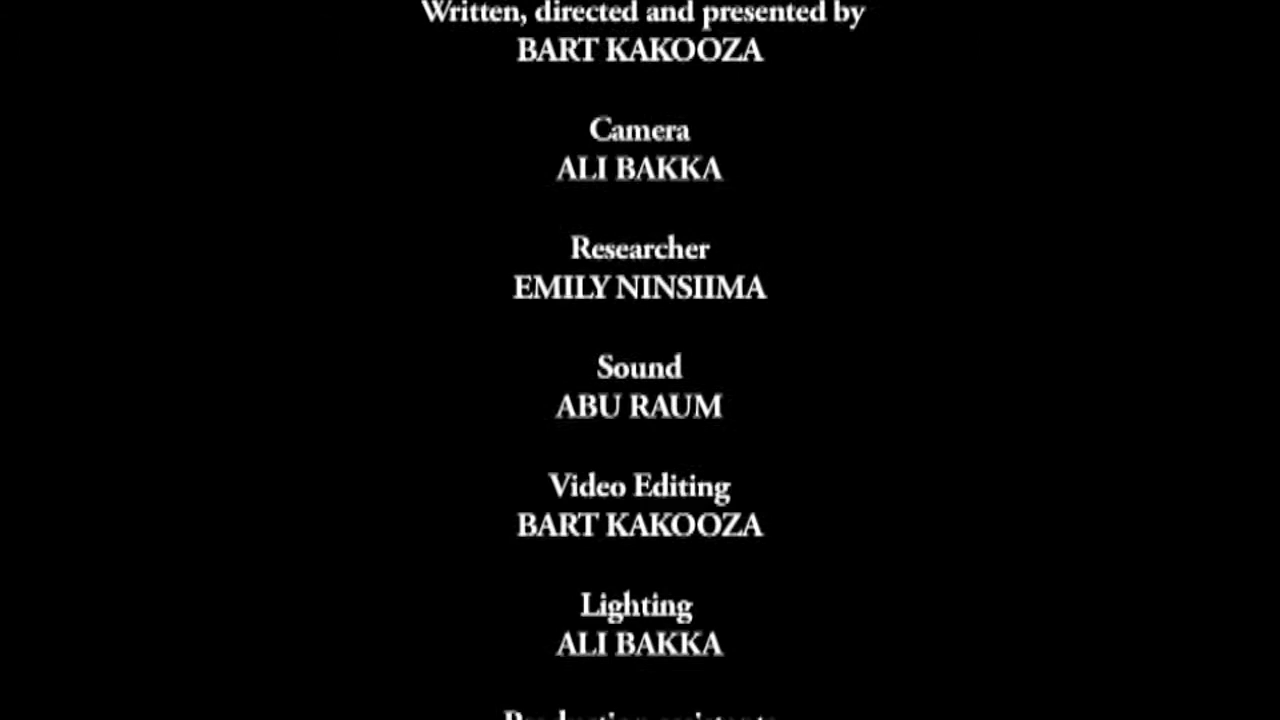 Written, directed and presented by
BART KAKOOZA
Camera
ALI BAKKA
Researcher
EMILY NINSIIMA
Sound
ABU RAUM
Video Editing
BART KAKOOZA
Lighting
ALI BAKKA